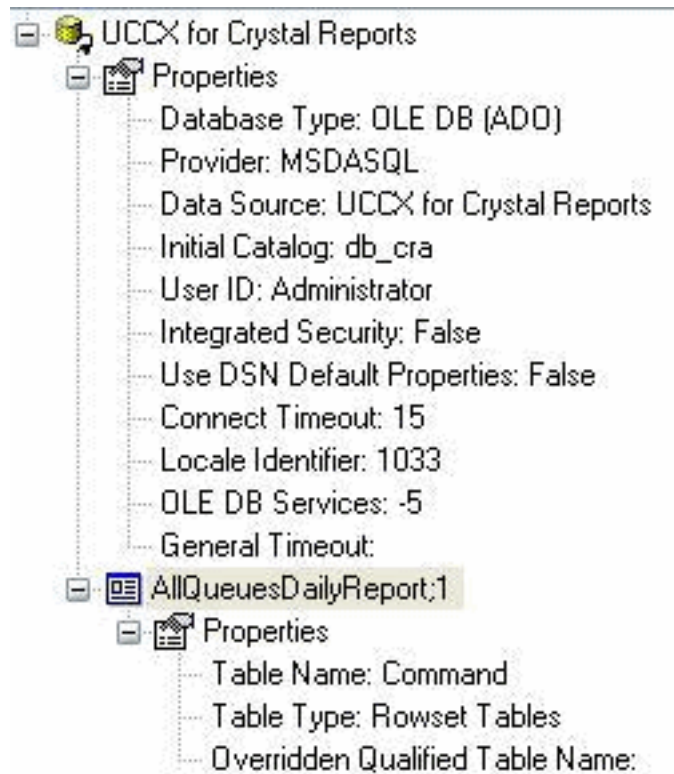 UCCX for Crystal Reports
Properties
Database Type: OLE DB (ADO)
Provider: MSDASQL
Data Source: UCCX for Crystal Reports
Initial Catalog: db_cra
User ID: Administrator
Integrated Security: False
Use DSN Default Properties: False
Connect Timeout: 15
Locale Identifier: 1033
OLE DB Services: -5
General Timeout:
AllQueuesDailyReport;1
Properties
Table Name: Command
Table Type: Rowset Tables
Overridden Qualified Table Name: